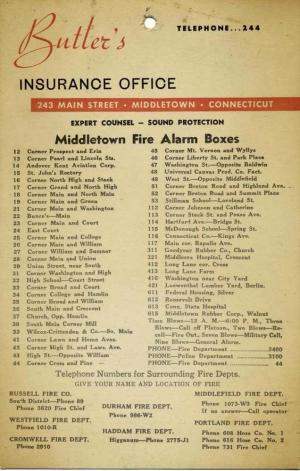 TELEPHONE...244
Butler's
INSURANCE OFFICE
243 MAIN STREET • MIDDLETOWN • CONNECTICUT
EXPERT COUNSEL — SOUND PROTECTION
Middletown Fire Alarm Boxes
12 Corner Prospect and Erin
13 Corner Pearl and Lincoln Sts.
14 Andover Kent Aviation Corp.
15 St. John's Rectory
16 Corner North High and Stack
17 Corner Grand and North High
18 Corner Main and North Main
19 Corner Main and Green
21 Corner Main and Washington
22 Bunce's—Main
23 Corner Main and Court
24 East Court
25 Corner Main and College
26 Corner Main and William
27 Corner William and Sumner
28 Corner Main and Union
29 Union Street, near South
31 Corner Washington and High
32 High School—Court Street
33 Corner Broad and Court
34 Corner College and Hamlin
35 Corner Broad and William
36 South Main and Crescent
37 Church, Opp. Hamlin
38 South Main Corner Mill
39 Wilcox-Crittenden & Co.—So. Main
41 Corner Lawn and Home Aves.
42 Corner High St. and Lawn Ave.
43 High St.—Opposite William
44 Corner Cross and Pine
45 Corner Mt. Vernon and Wyllys
46 Corner Liberty St. and Park Place
47 Washington St.—Opposite Baldwin
48 Universal Canvas Prod. Co. Fact.
49 West St.—Opposite Middlefield
51 Corner Boston Road and Highland Ave.
52 Corner Boston Road and Summit Place
53 Stillman School—Loveland St.
112 Corner Johnson and Catherine
113 Corner Stack St. and Pease Ave.
114 Hartford Ave.—Bridge St.
115 McDonough School—Spring St.
116 Connecticut Co.—Kings Ave.
117 Main cor. Rapallo Ave.
311 Goodyear Rubber Co., Church
321 Middlesex Hospital, Crescent
412 Long Lane cor. Cross
413 Long Lane Farm
410 Washington near City Yard
421 Loewenthal Lumber Yard, Berlin.
611 Federal Housing, Silver
612 Roosevelt Drive
613 Conn. State Hospital
618 Middletown Rubber Corp., Walnut
Time Blows—12 A. M.—6:00 P. M., Three
Blows—Call off Platoon, Two Blows—Recall—
Fire Out, Seven Blows—Military Call,
Nine Blows—General Alarm.
PHONE—Fire Department 2400
PHONE—Police Department 3100
PHONE—Fire Department 44
Telephone Numbers for Surrounding Fire Depts.
GIVE YOUR NAME AND LOCATION OF FIRE
RUSSELL FIRE CO.
South District—Phone 89
Phone 3820 Fire Chief
WESTFIELD FIRE DEPT.
Phone 1010-R
CROMWELL FIRE DEPT.
Phone 2910
DURHAM FIRE DEPT.
Phone 986-W2
HADDAM FIRE DEPT.
Higganum—Phone 2775-J1
MIDDLEFIELD FIRE DEPT.
Phone 1073-W3 Fire Chief
If no answer—Call operator
PORTLAND FIRE DEPT.
Phone 608 Hose Co. No. 1
Phone 616 Hose Co. No. 2
Phone 731 Fire Chief